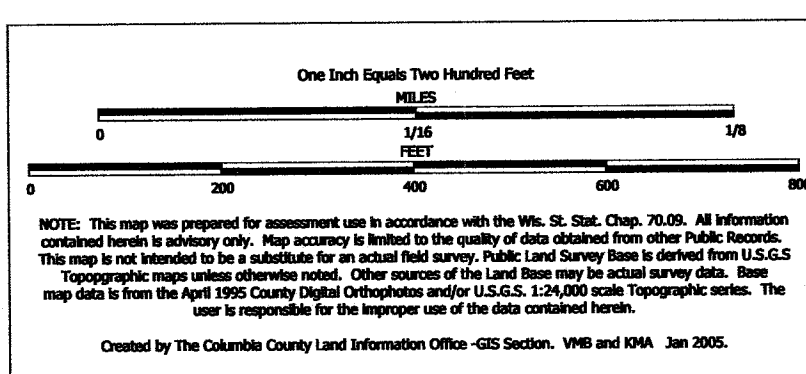 One Inch Equals Two Hundred Feet
MILES
0 1/16 1/8
FEET
0 200 400 600 800
NOTE: This map was prepared for assessment use in accordance with the Wis. St. Stat. Chap. 70.09. All information
contained herein is advisory only. Map accuracy is limited to the quality of data obtained from other Public Records.
This map is not intended to be a substitute for an actual field survey. Public Land Survey Base is derived from U.S.G.S
Topopgraphic maps unless otherwise noted. Other sources of the Land Base may be actual survey data. Base
map data is from the April 1995 County Digital Orthophotos and/or U.S.G.S. 1:24,000 scale Topographic series. The
user is responsible for the improper use of the data contained herein.
Created by The Columbia County Land Information Office -GIS Section. VMB and KMA Jan 2005.